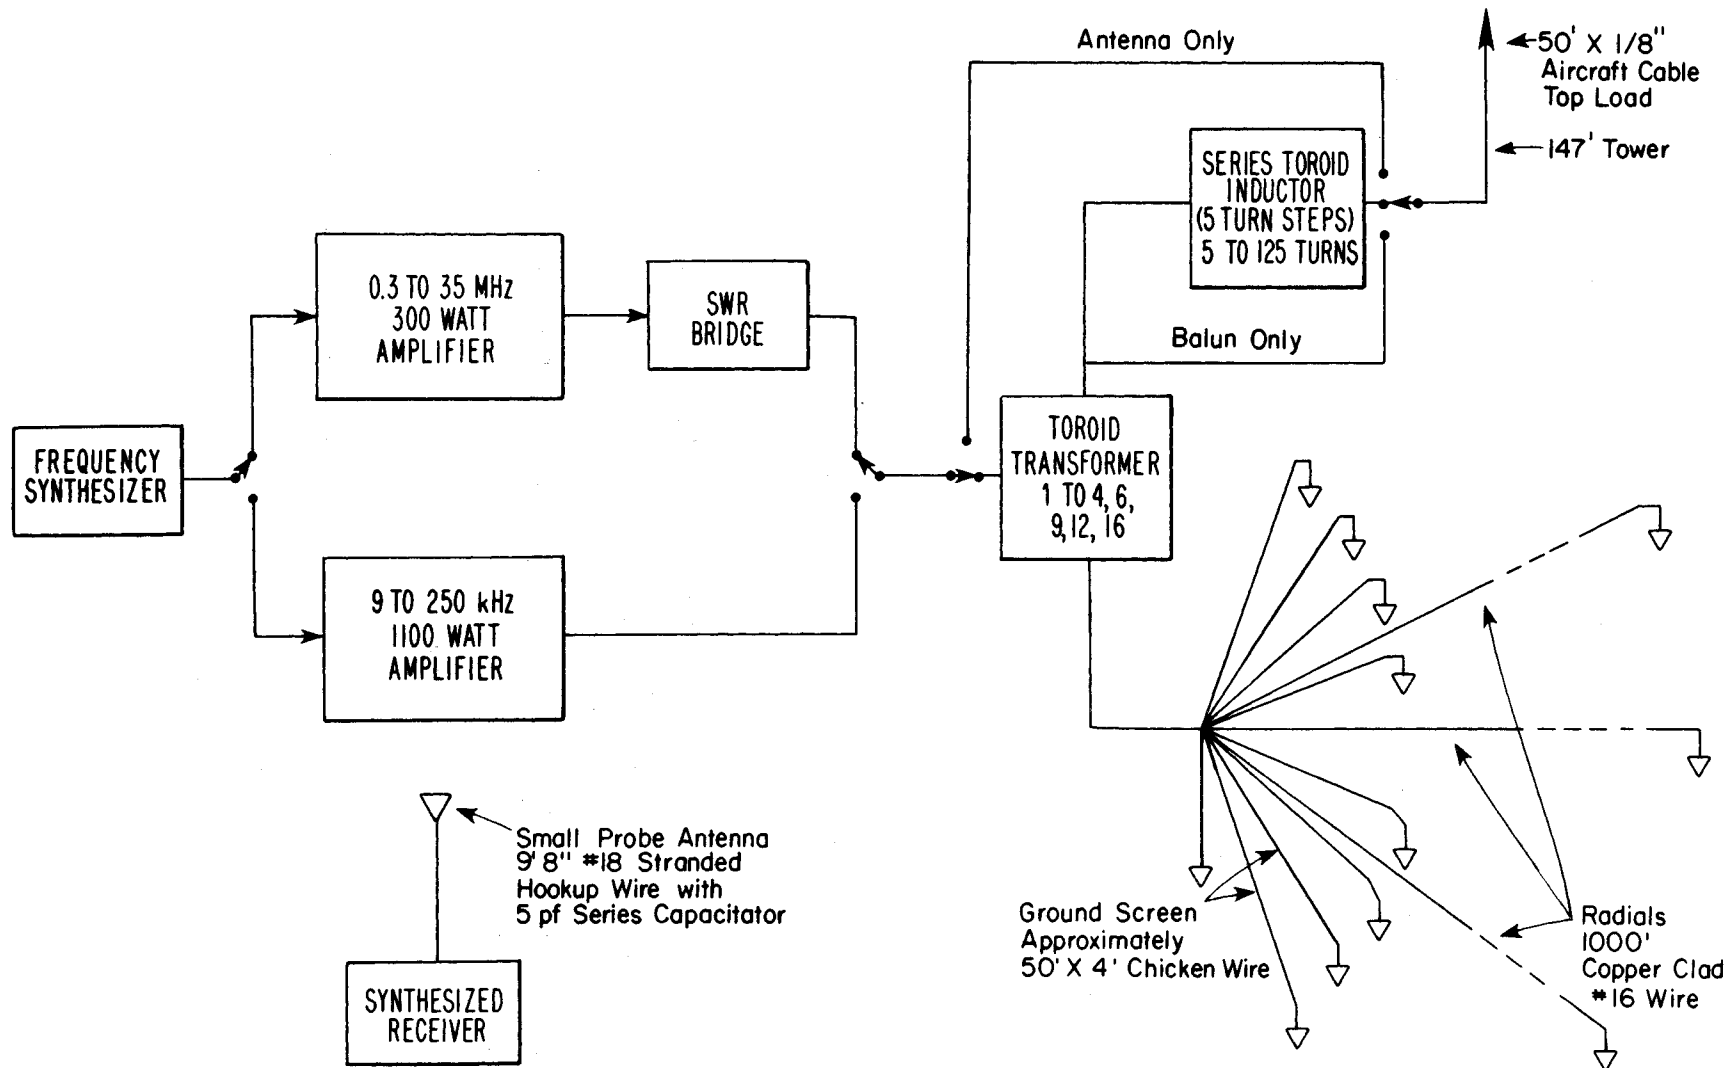 Antenna Only
50' X 1/8"
Aircraft Cable
Top Load
147' Tower
SERIES TOROID
INDUCTOR
(5 TURN STEPS)
5 TO 125 TURNS
Balun Only
0.3 TO 35 MHz
300 WATT
AMPLIFIER
SWR
BRIDGE
FREQUENCY
SYNTHESIZER
TOROID
TRANSFORMER
1 TO 4, 6,
9, 12, 16
9 TO 250 kHz
1100 WATT
AMPLIFIER
Small Probe Antenna
9' 8" #18 Stranded
Hookup Wire with
5 pf Series Capacitator
SYNTHESIZED
RECEIVER
Ground Screen
Approximately
50' X 4' Chicken Wire
Radials
1000'
Copper Clad
#16 Wire